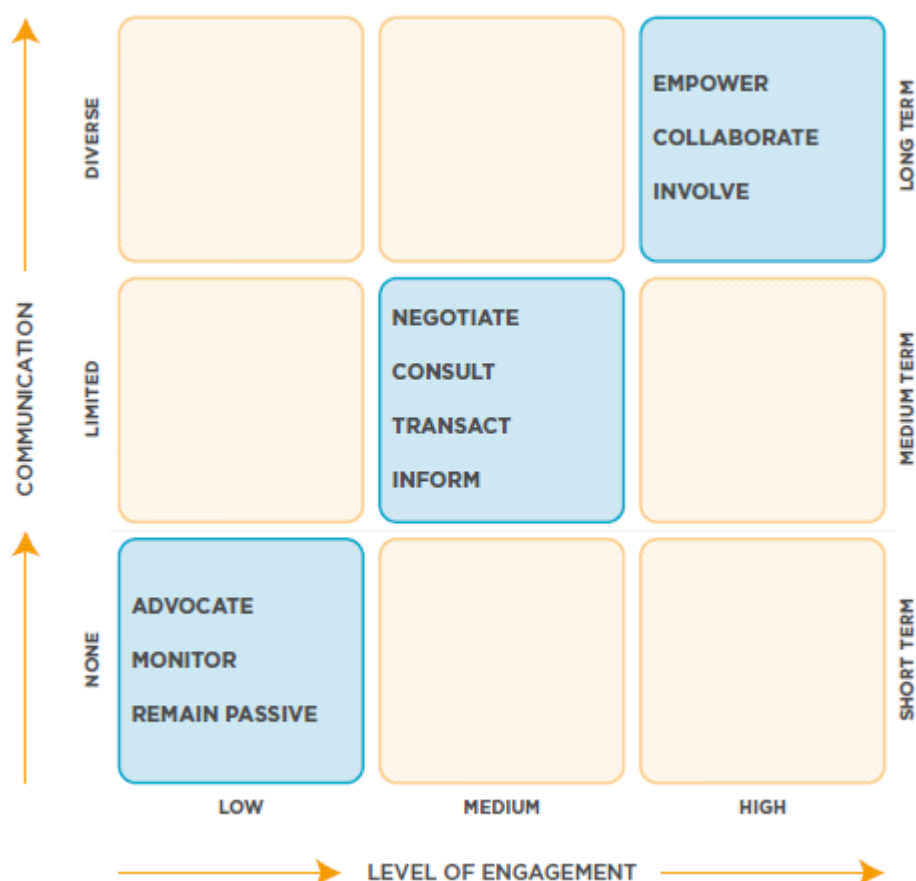 DIVERSE
EMPOWER
COLLABORATE
INVOLVE
LONG TERM
COMMUNICATION
LIMITED
NEGOTIATE
CONSULT
TRANSACT
INFORM
MEDIUM TERM
NONE
ADVOCATE
MONITOR
REMAIN PASSIVE
SHORT TERM
LOW
MEDIUM
HIGH
LEVEL OF ENGAGEMENT